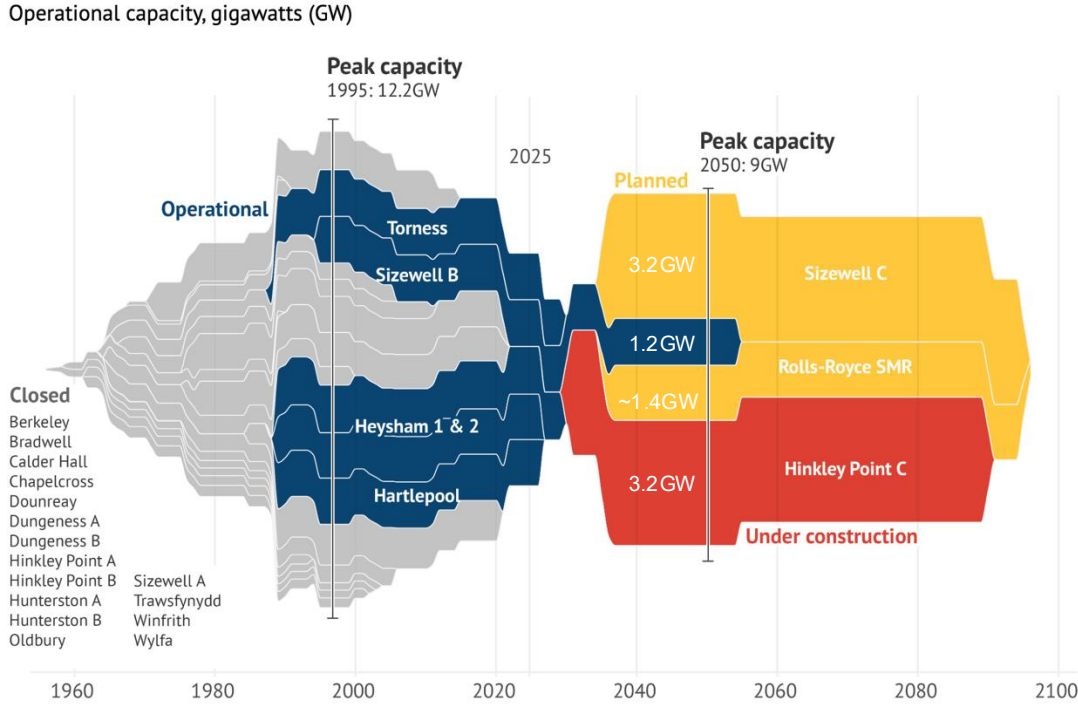 Operational capacity, gigawatts (GW)
Peak capacity
1995: 12.2GW
2025
Peak capacity
2050: 9GW
Planned
Operational
Torness
Sizewell B
3.2GW
Sizewell C
1.2GW
Rolls-Royce SMR
~1.4GW
Closed
Berkeley
Bradwell
Calder Hall
Chapelcross
Dounreay
Dungeness A
Dungeness B
Hinkley Point A
Hinkley Point B
Hunterston A
Hunterston B
Oldbury
Sizewell A
Trawsfynydd
Winfrith
Wylfa
Heysham 1 & 2
Hartlepool
3.2GW
Hinkley Point C
Under construction
1960 1980 2000 2020 2040 2060 2080 2100